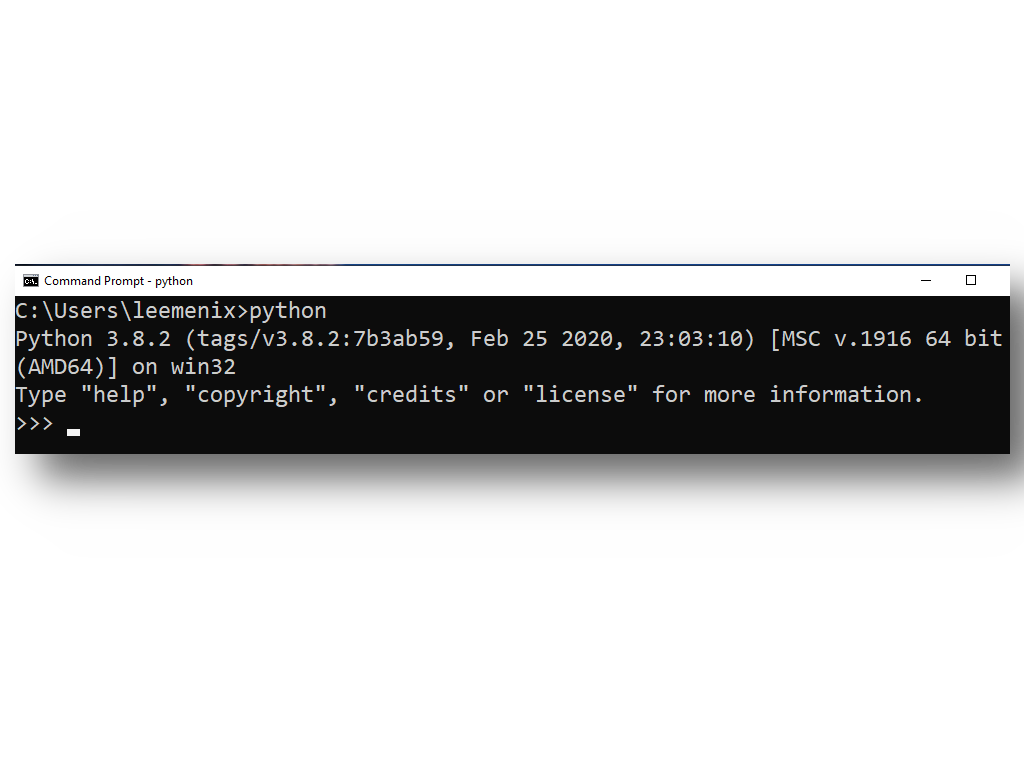 Command Prompt - python
C:\Users\leemenix>python
Python 3.8.2 (tags/v3.8.2:7b3ab59, Feb 25 2020, 23:03:10) [MSC v.1916 64 bit
(AMD64)] on win32
Type "help", "copyright", "credits" or "license" for more information.
>>>